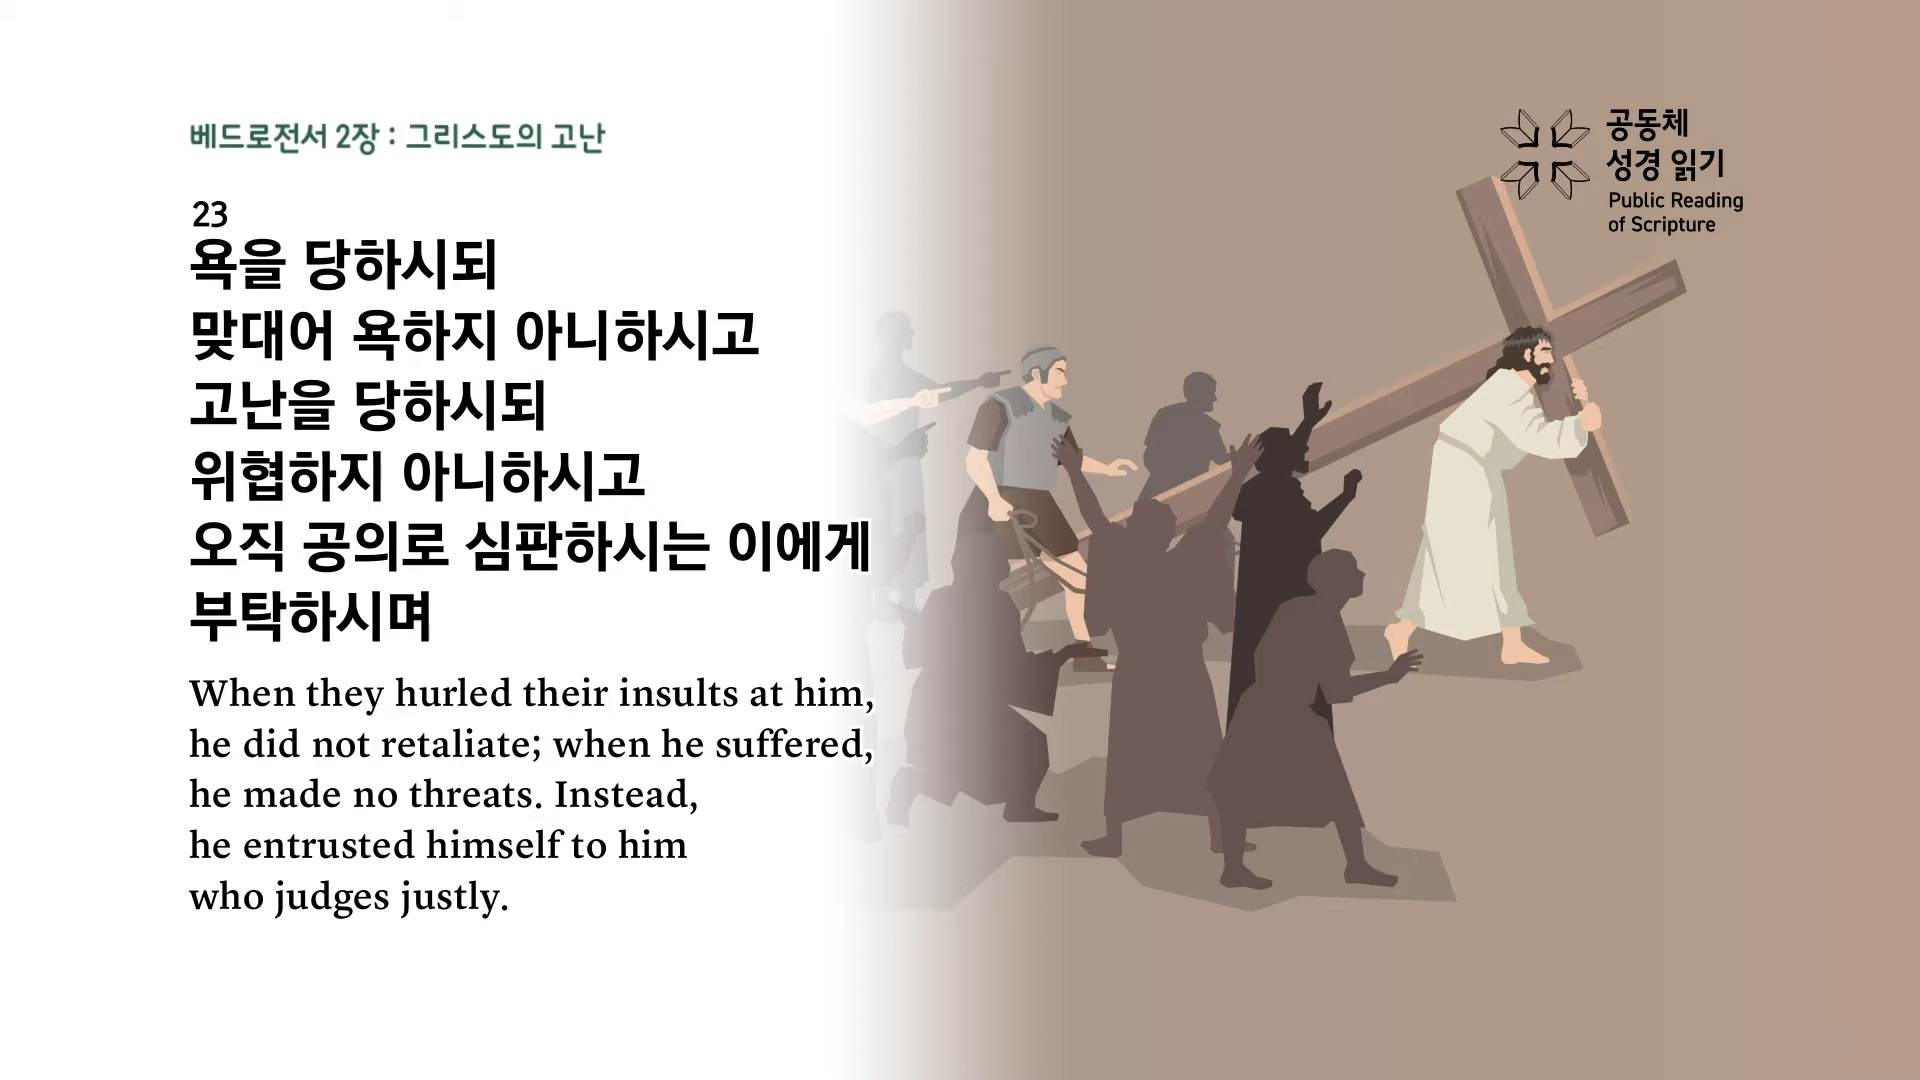 베드로전서 2장 : 그리스도의 고난
23
욕을 당하시되
맞대어 욕하지 아니하시고
고난을 당하시되
위협하지 아니하시고
오직 공의로 심판하시는 이에게
부탁하시며
When they hurled their insults at him,
he did not retaliate; when he suffered,
he made no threats. Instead,
he entrusted himself to him
who judges justly.
공동체
성경 읽기
Public Reading
of Scripture